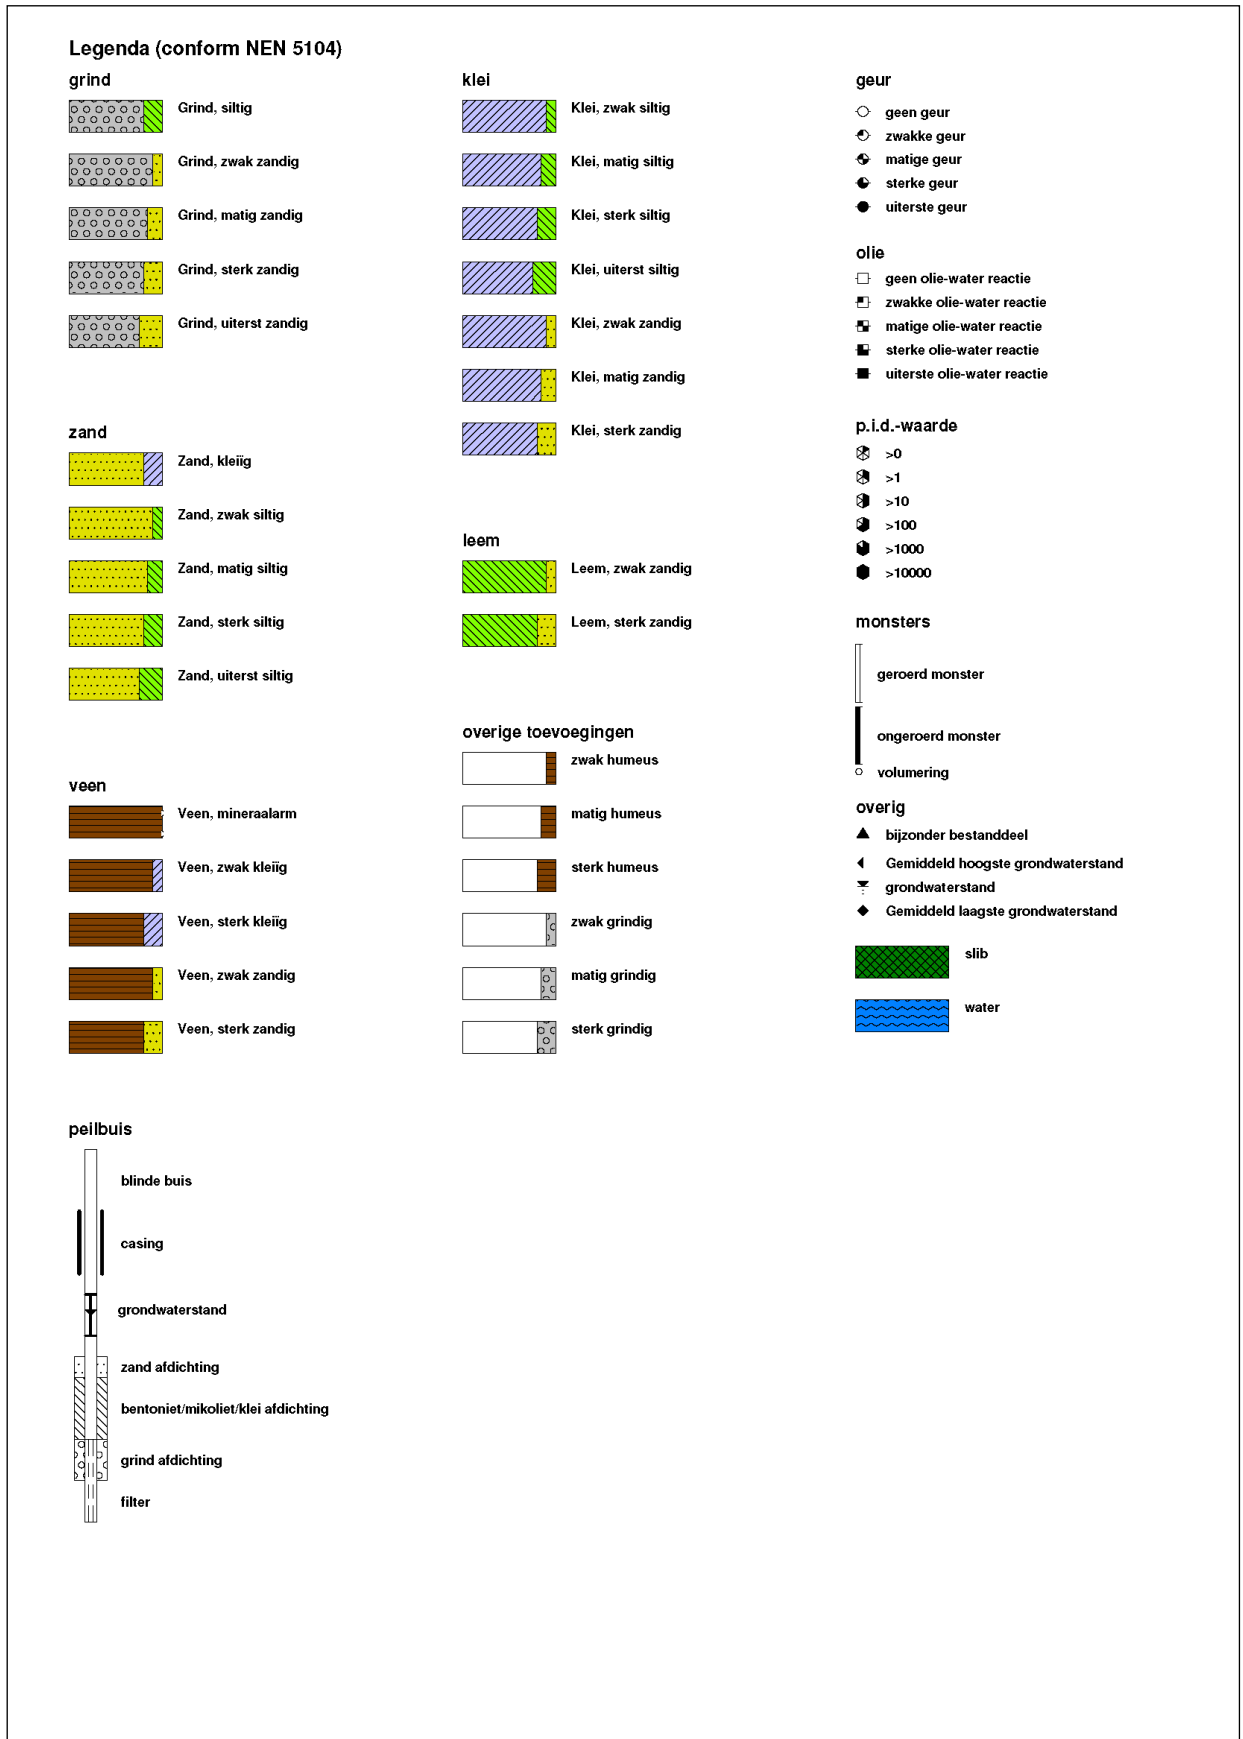 Legenda (conform NEN 5104)
grind
Grind, siltig
Grind, zwak zandig
Grind, matig zandig
Grind, sterk zandig
Grind, uiterst zandig
zand
Zand, kleiïg
Zand, zwak siltig
Zand, matig siltig
Zand, sterk siltig
Zand, uiterst siltig
veen
Veen, mineraalarm
Veen, zwak kleiïg
Veen, sterk kleiïg
Veen, zwak zandig
Veen, sterk zandig
peilbuis
blinde buis
casing
grondwaterstand
zand afdichting
bentoniet/mikoliet/klei afdichting
grind afdichting
filter
klei
Klei, zwak siltig
Klei, matig siltig
Klei, sterk siltig
Klei, uiterst siltig
Klei, zwak zandig
Klei, matig zandig
Klei, sterk zandig
leem
Leem, zwak zandig
Leem, sterk zandig
overige toevoegingen
zwak humeus
matig humeus
sterk humeus
zwak grindig
matig grindig
sterk grindig
geur
geen geur
zwakke geur
matige geur
sterke geur
uiterste geur
olie
geen olie-water reactie
zwakke olie-water reactie
matige olie-water reactie
sterke olie-water reactie
uiterste olie-water reactie
p.i.d.-waarde
>0
>1
>10
>100
>1000
>10000
monsters
geroerd monster
ongeroerd monster
volumering
overig
bijzonder bestanddeel
Gemiddeld hoogste grondwaterstand
grondwaterstand
Gemiddeld laagste grondwaterstand
slib
water